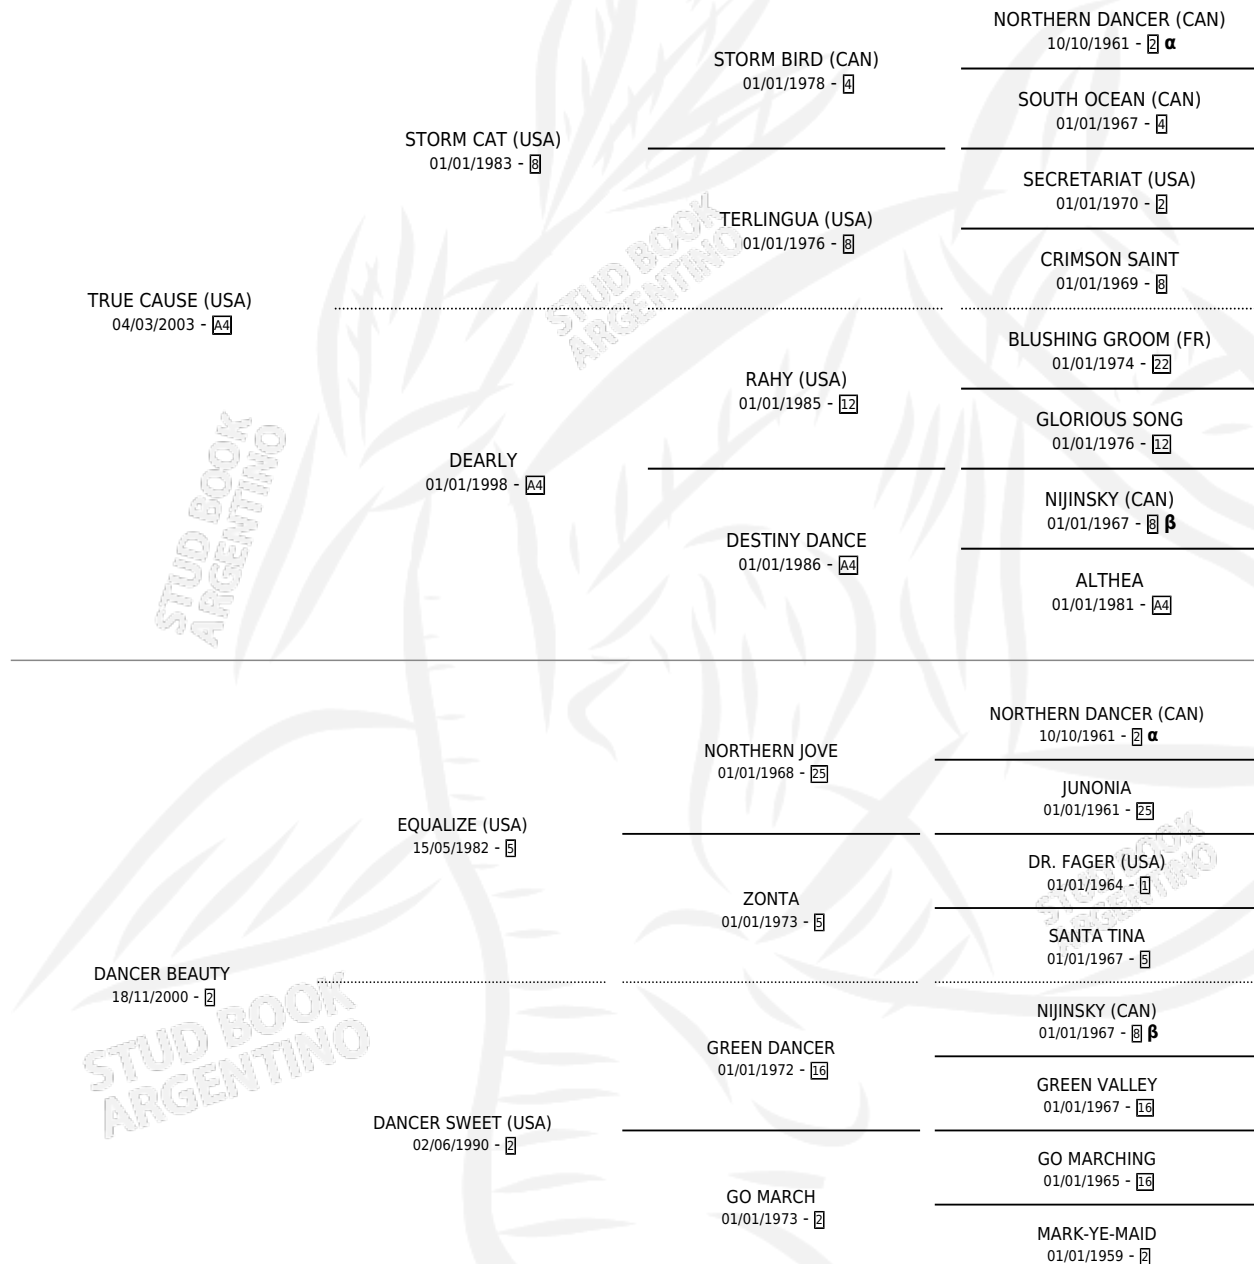 NORTHERN DANCER (CAN)
10/10/1961 - 2 α
STORM BIRD (CAN)
01/01/1978 - 4
SOUTH OCEAN (CAN)
01/01/1967 - 4
STORM CAT (USA)
01/01/1983 - 8
SECRETARIAT (USA)
01/01/1970 - 2
TERLINGUA (USA)
01/01/1976 - 8
CRIMSON SAINT
01/01/1969 - 8
TRUE CAUSE (USA)
04/03/2003 - A4
BLUSHING GROOM (FR)
01/01/1974 - 22
RAHY (USA)
01/01/1985 - 12
GLORIOUS SONG
01/01/1976 - 12
DEARLY
01/01/1998 - A4
NIJINSKY (CAN)
01/01/1967 - 8 β
DESTINY DANCE
01/01/1986 - A4
ALTHEA
01/01/1981 - A4
NORTHERN DANCER (CAN)
10/10/1961 - 2 α
NORTHERN JOVE
01/01/1968 - 25
JUNONIA
01/01/1961 - 25
EQUALIZE (USA)
15/05/1982 - 5
DR. FAGER (USA)
01/01/1964 - 1
ZONTA
01/01/1973 - 5
SANTA TINA
01/01/1967 - 5
DANCER BEAUTY
18/11/2000 - 2
NIJINSKY (CAN)
01/01/1967 - 8 β
GREEN DANCER
01/01/1972 - 16
GREEN VALLEY
01/01/1967 - 16
DANCER SWEET (USA)
02/06/1990 - 2
GO MARCHING
01/01/1965 - 16
GO MARCH
01/01/1973 - 2
MARK-YE-MAID
01/01/1959 - 2
STUD BOOK
ARGENTINO
STUD BOOK
ARGENTINO
STUD BOOK
ARGENTINO
STUD BOOK
ARGENTINO